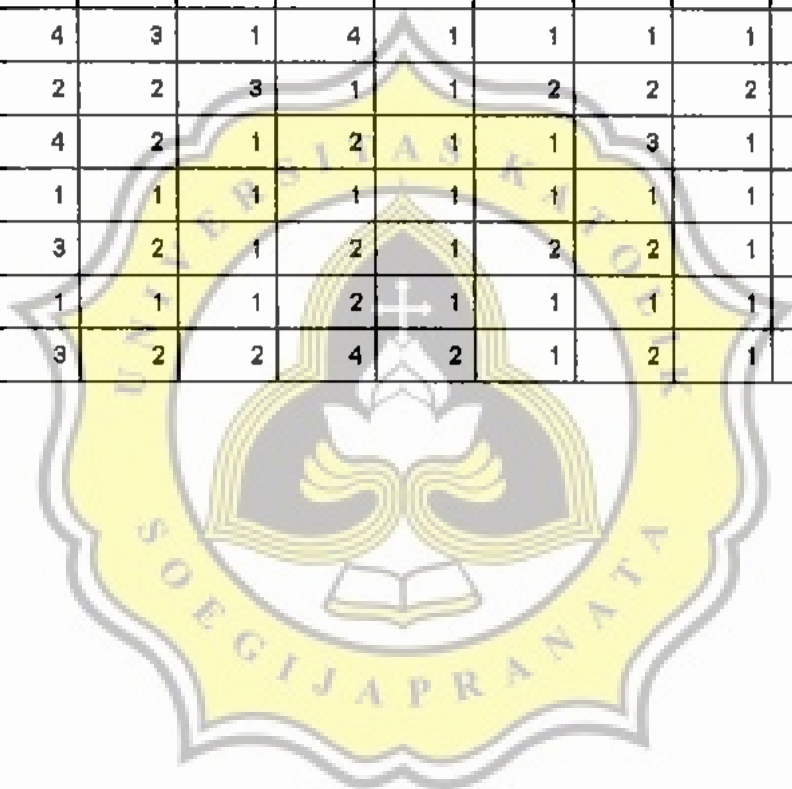 4 3 1 4 1 1 1 1
2 2 3 1 1 2 2 2
4 2 1 2 1 1 3 1
1 1 1 1 1 1 1 1
3 2 1 2 1 2 2 1
1 1 1 2 1 1 1 1
3 2 2 4 2 1 2 1
UNIVERSITAS KATOLIK
SOEGIJAPRANATA